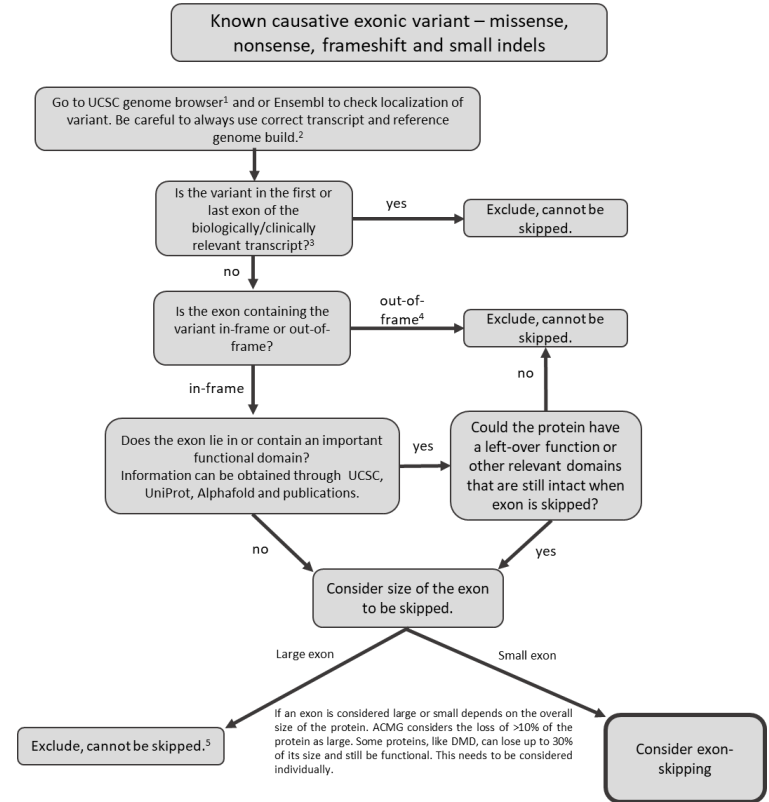 Known causative exonic variant – missense,
nonsense, frameshift and small indels
Go to UCSC genome browser¹ and or Ensembl to check localization of
variant. Be careful to always use correct transcript and reference
genome build.²
Is the variant in the first or
last exon of the
biologically/clinically
relevant transcript?³
yes
Exclude, cannot be
skipped.
no
Is the exon containing the
variant in-frame or out-of-
frame?
out-of-
frame⁴
Exclude, cannot be
skipped.
in-frame
no
Does the exon lie in or contain an important
functional domain?
Information can be obtained through UCSC,
UniProt, Alphafold and publications.
yes
Could the protein have
a left-over function or
other relevant domains
that are still intact when
exon is skipped?
no
yes
Consider size of the exon
to be skipped.
Large exon
Small exon
If an exon is considered large or small depends on the overall
size of the protein. ACMG considers the loss of >10% of the
protein as large. Some proteins, like DMD, can lose up to 30%
of its size and still be functional. This needs to be considered
individually.
Exclude, cannot be skipped.⁵
Consider exon-
skipping